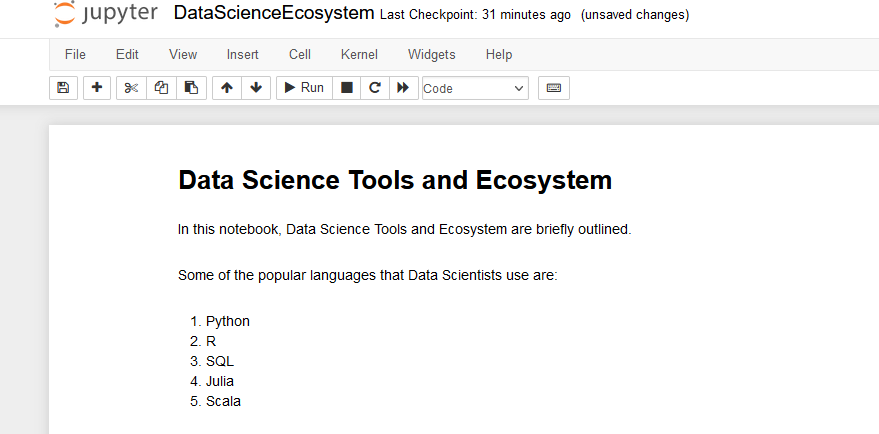 jupyter DataScienceEcosystem Last Checkpoint: 31 minutes ago (unsaved changes)
File Edit View Insert Cell Kernel Widgets Help
Run Code
Data Science Tools and Ecosystem
In this notebook, Data Science Tools and Ecosystem are briefly outlined.
Some of the popular languages that Data Scientists use are:
1. Python
2. R
3. SQL
4. Julia
5. Scala